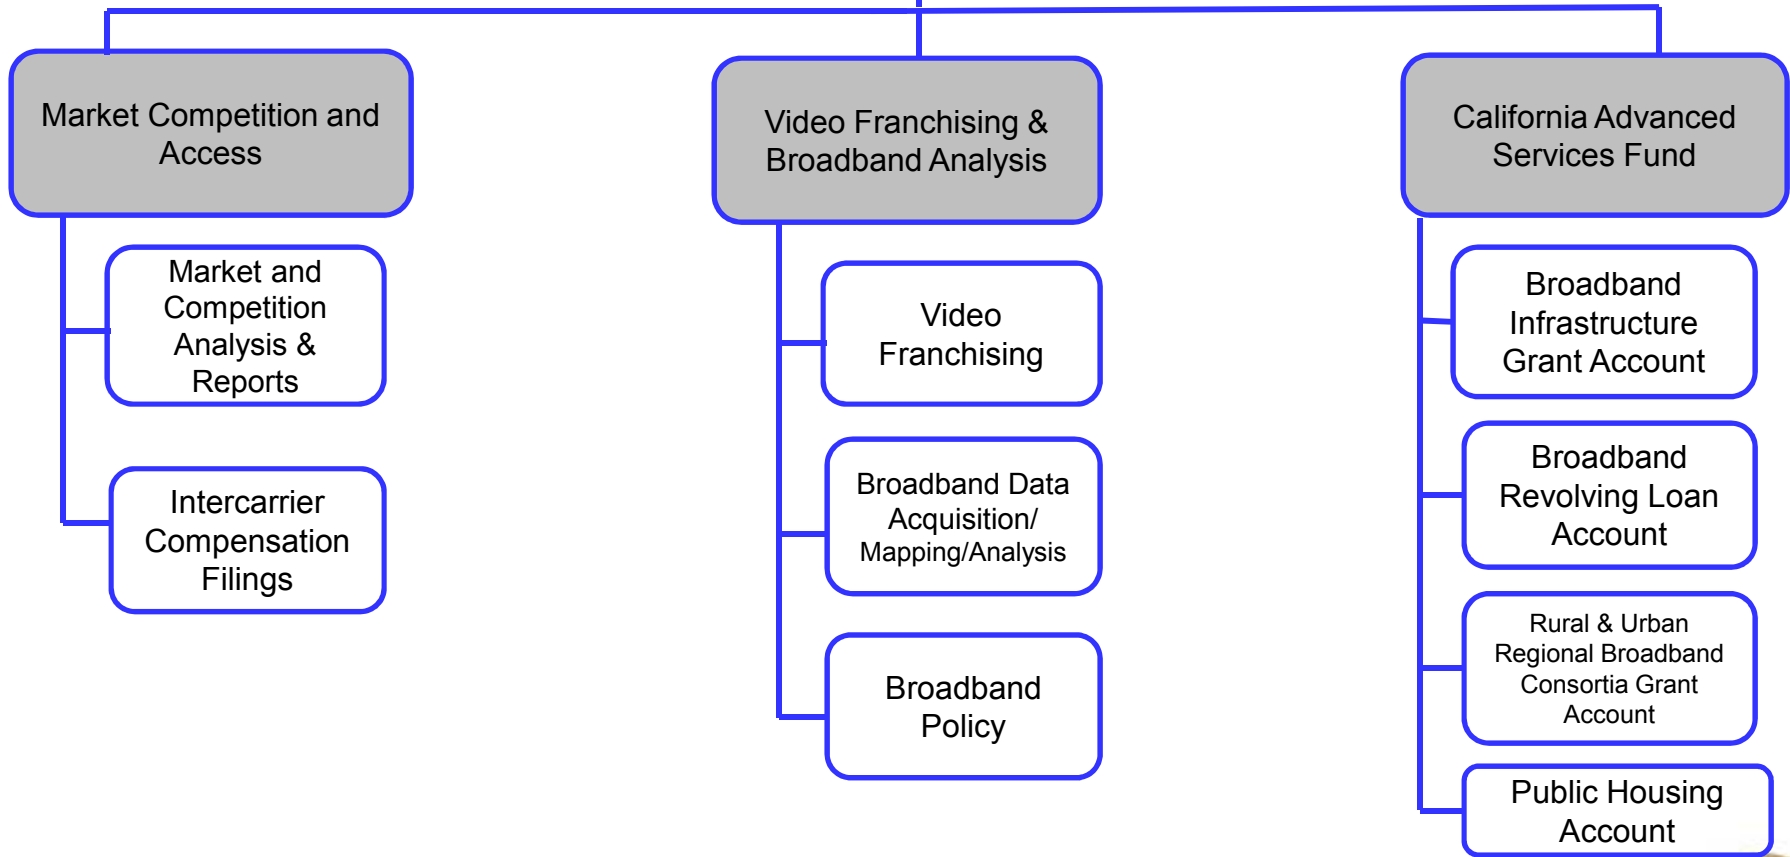 Market Competition and
Access
Market and
Competition
Analysis &
Reports
Intercarrier
Compensation
Filings
Video Franchising &
Broadband Analysis
Video
Franchising
Broadband Data
Acquisition/
Mapping/Analysis
Broadband
Policy
California Advanced
Services Fund
Broadband
Infrastructure
Grant Account
Broadband
Revolving Loan
Account
Rural & Urban
Regional Broadband
Consortia Grant
Account
Public Housing
Account